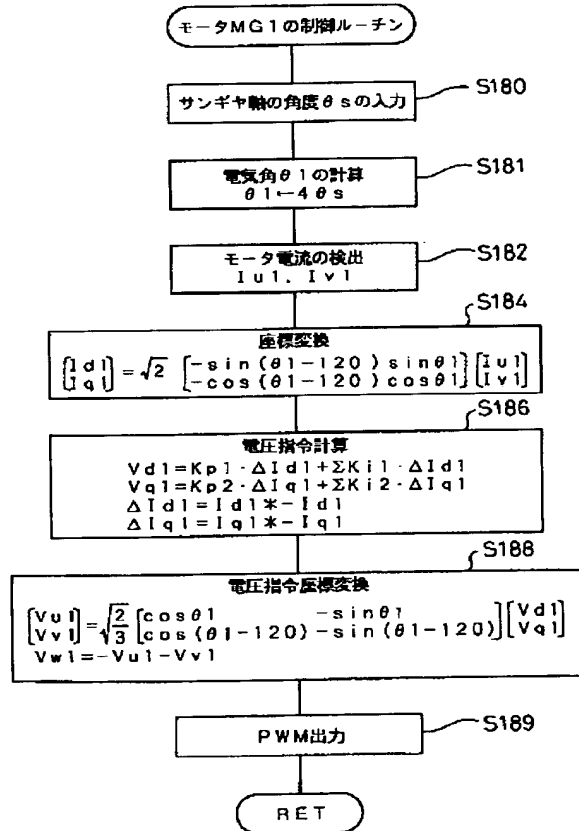 モータMG1の制御ルーチン
サンギヤ軸の角度θsの入力
S180
電気角θ1の計算
θ1←4θs
S181
モータ電流の検出
Iu1，Iv1
S182
S184
座標変換
[Id1] = √2 [-sin(θ1-120) sinθ1] [Iu1]
[Iq1] [-cos(θ1-120) cosθ1] [Iv1]
S186
電圧指令計算
Vd1=Kp1・ΔId1+ΣKi1・ΔId1
Vq1=Kp2・ΔIq1+ΣKi2・ΔIq1
ΔId1=Id1*-Id1
ΔIq1=Iq1*-Iq1
S188
電圧指令座標変換
[Vu1] = √2/3 [cosθ1 -sinθ1] [Vd1]
[Vv1] [cos(θ1-120) -sin(θ1-120)] [Vq1]
Vw1=-Vu1-Vv1
PWM出力
S189
RET